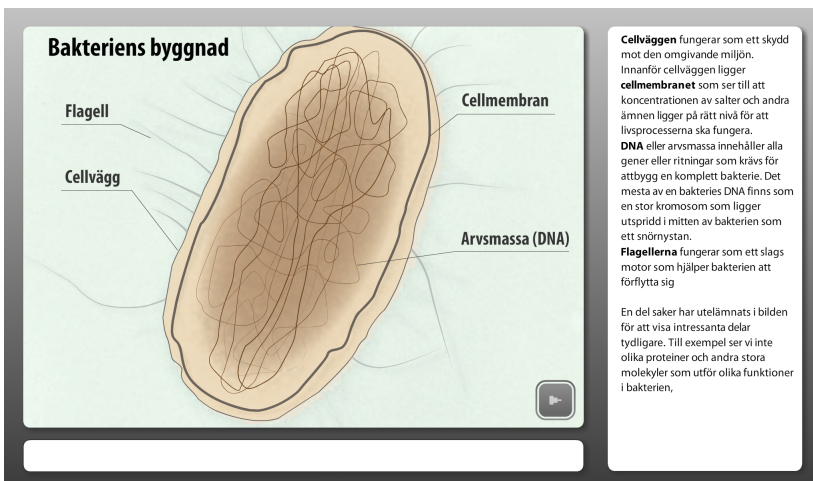 Bakteriens byggnad
Flagell
Cellvägg
Cellmembran
Arvsmassa (DNA)
Cellväggen fungerar som ett skydd
mot den omgivande miljön.
Innanför cellväggen ligger
cellmembranet som ser till att
koncentrationen av salter och andra
ämnen ligger på rätt nivå för att
livsprocesserna ska fungera.
DNA eller arvsmassa innehåller alla
gener eller ritningar som krävs för
attbygg en komplett bakterie. Det
mesta av en bakteries DNA finns som
en stor kromosom som ligger
utspridd i mitten av bakterien som
ett snörnystan.
Flagellerna fungerar som ett slags
motor som hjälper bakterien att
förflytta sig
En del saker har utelämnats i bilden
för att visa intressanta delar
tydligare. Till exempel ser vi inte
olika proteiner och andra stora
molekyler som utför olika funktioner
i bakterien,